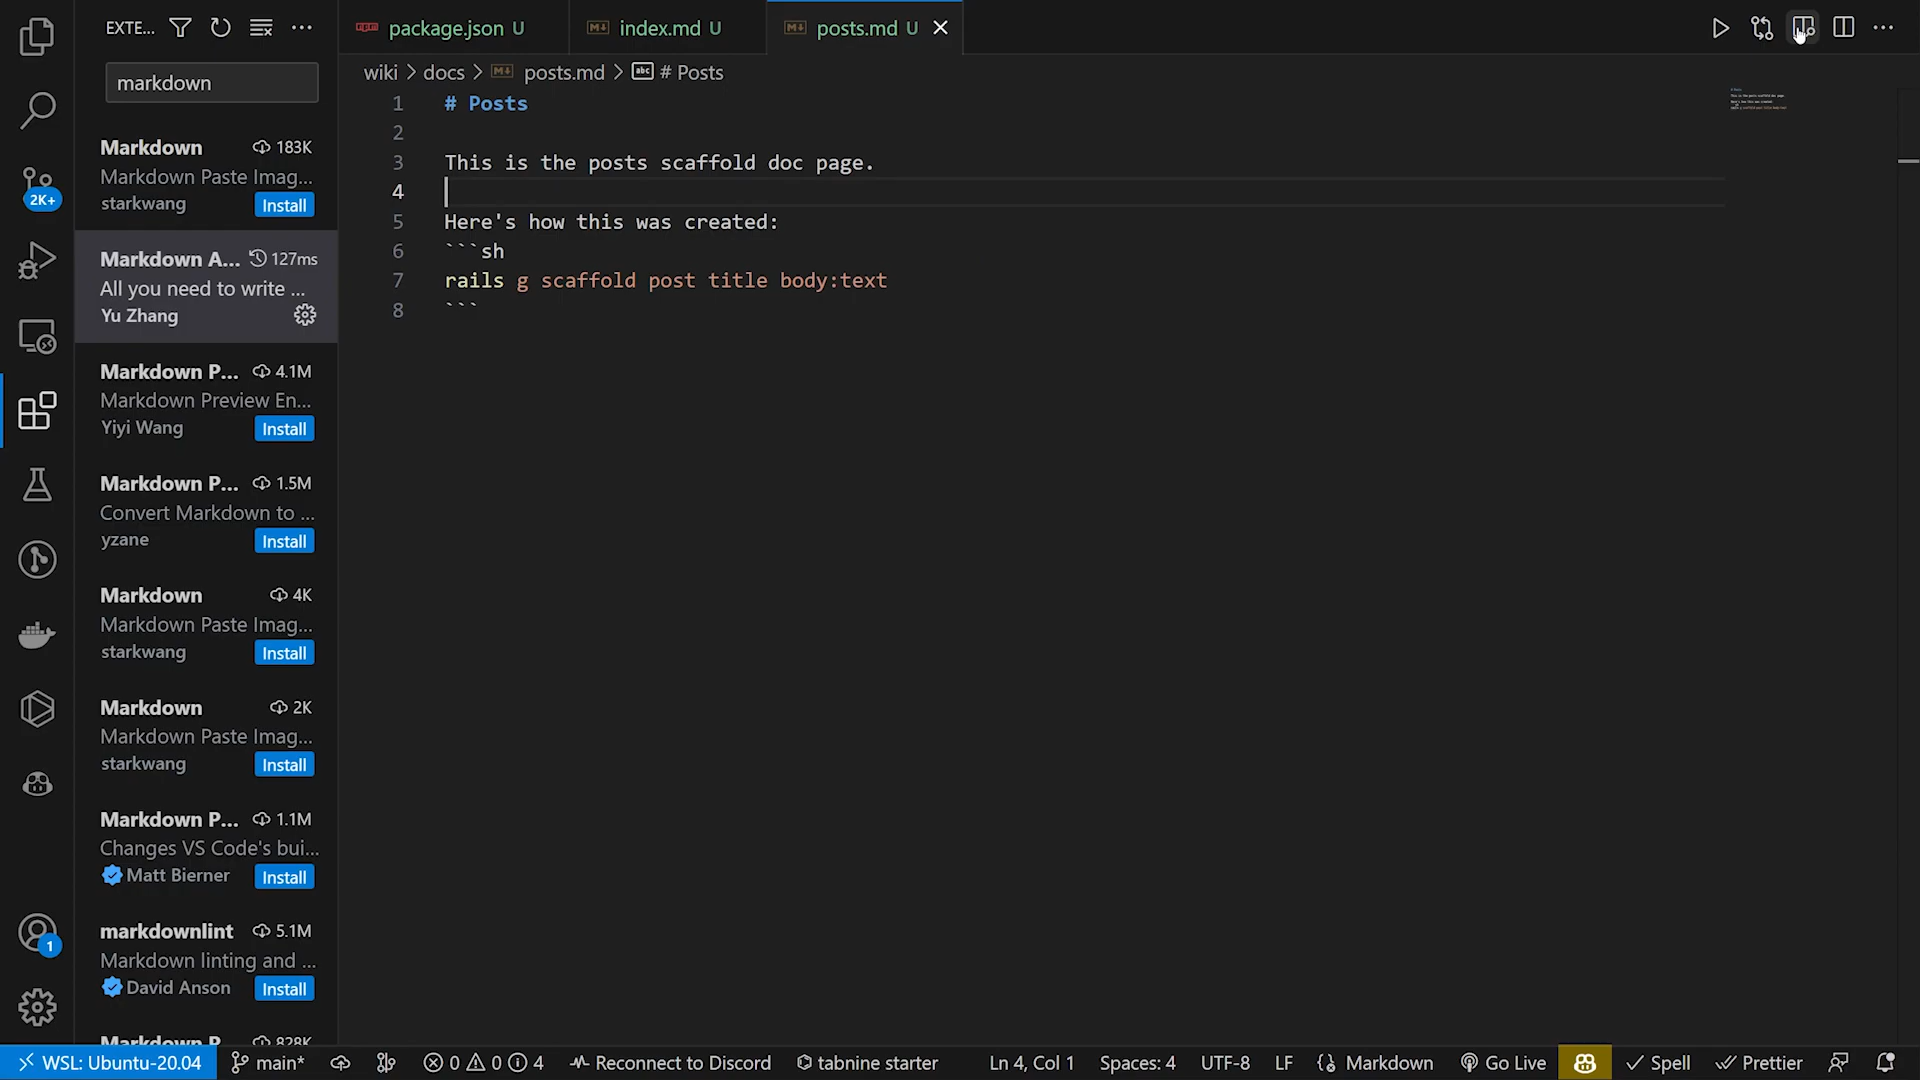 EXTE...
markdown
Markdown 183K
Markdown Paste Imag...
starkwang Install
Markdown A... 127ms
All you need to write ...
Yu Zhang
Markdown P... 4.1M
Markdown Preview En...
Yiyi Wang Install
Markdown P... 1.5M
Convert Markdown to ...
yzane Install
Markdown 4K
Markdown Paste Imag...
starkwang Install
Markdown 2K
Markdown Paste Imag...
starkwang Install
Markdown P... 1.1M
Changes VS Code's bui...
Matt Bierner Install
markdownlint 5.1M
Markdown linting and ...
David Anson Install
Markdown P... 828K
2K+
1
package.json U
index.md U
posts.md U
wiki > docs > posts.md > # Posts
1 # Posts
2
3 This is the posts scaffold doc page.
4
5 Here's how this was created:
6 ```sh
7 rails g scaffold post title body:text
8 ```
WSL: Ubuntu-20.04 main* 0 0 4 Reconnect to Discord tabnine starter Ln 4, Col 1 Spaces: 4 UTF-8 LF Markdown Go Live Spell Prettier